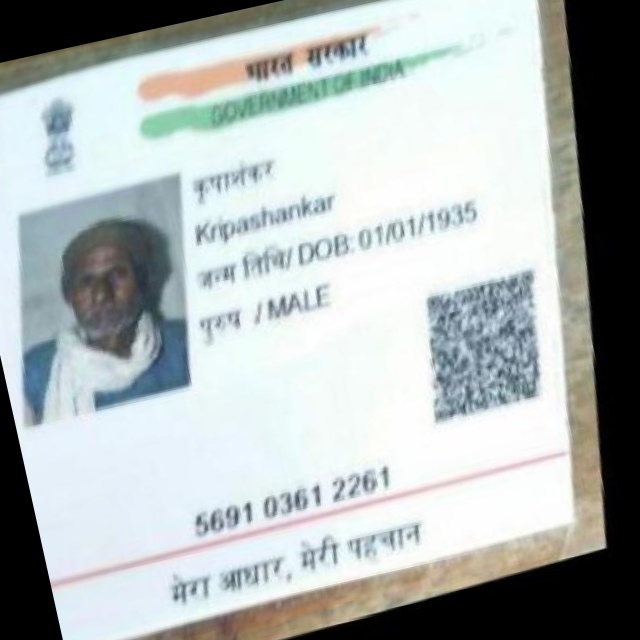 भारत सरकार
GOVERNMENT OF INDIA
कृपाशंकर
Kripashankar
जन्म तिथि/ DOB: 01/01/1935
पुरुष / MALE
5691 0361 2261
मेरा आधार, मेरी पहचान